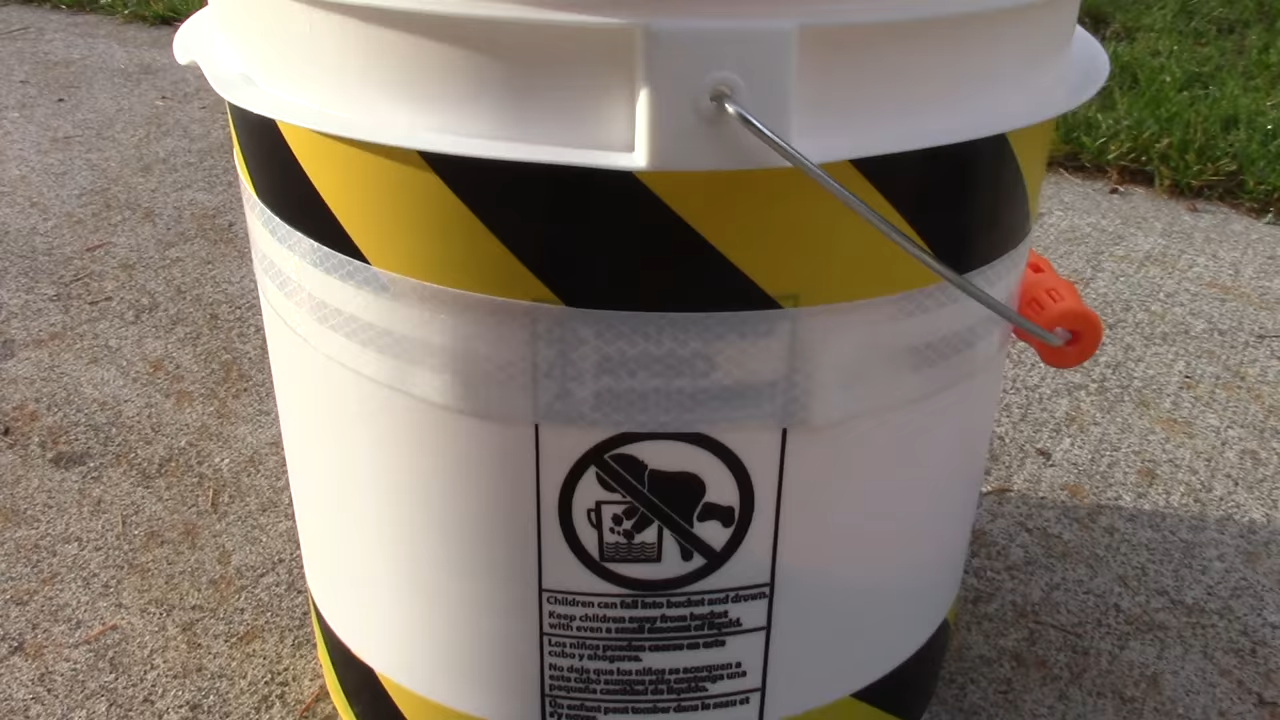 Children can fall into bucket and drown.
Keep children away from bucket
with even a small amount of liquid.
Los niños pueden caerse en este
cubo y ahogarse.
No deje que los niños se acerquen a
este cubo aunque sólo contenga una
pequeña cantidad de líquido.
Un enfant peut tomber dans le seau et
s'y noyer.